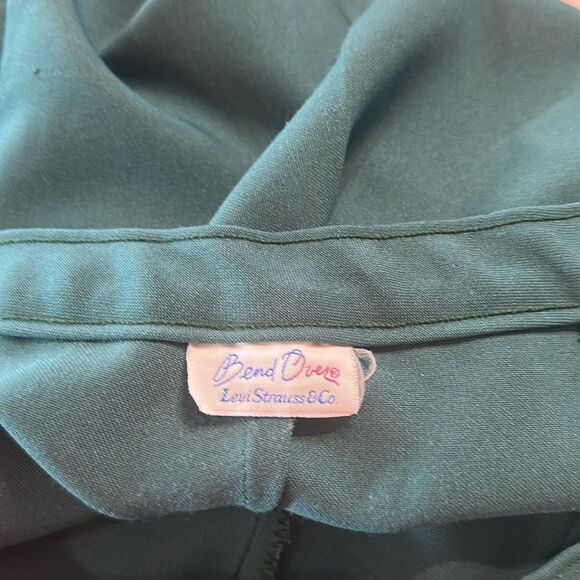 Bend Over®
Levi Strauss & Co.